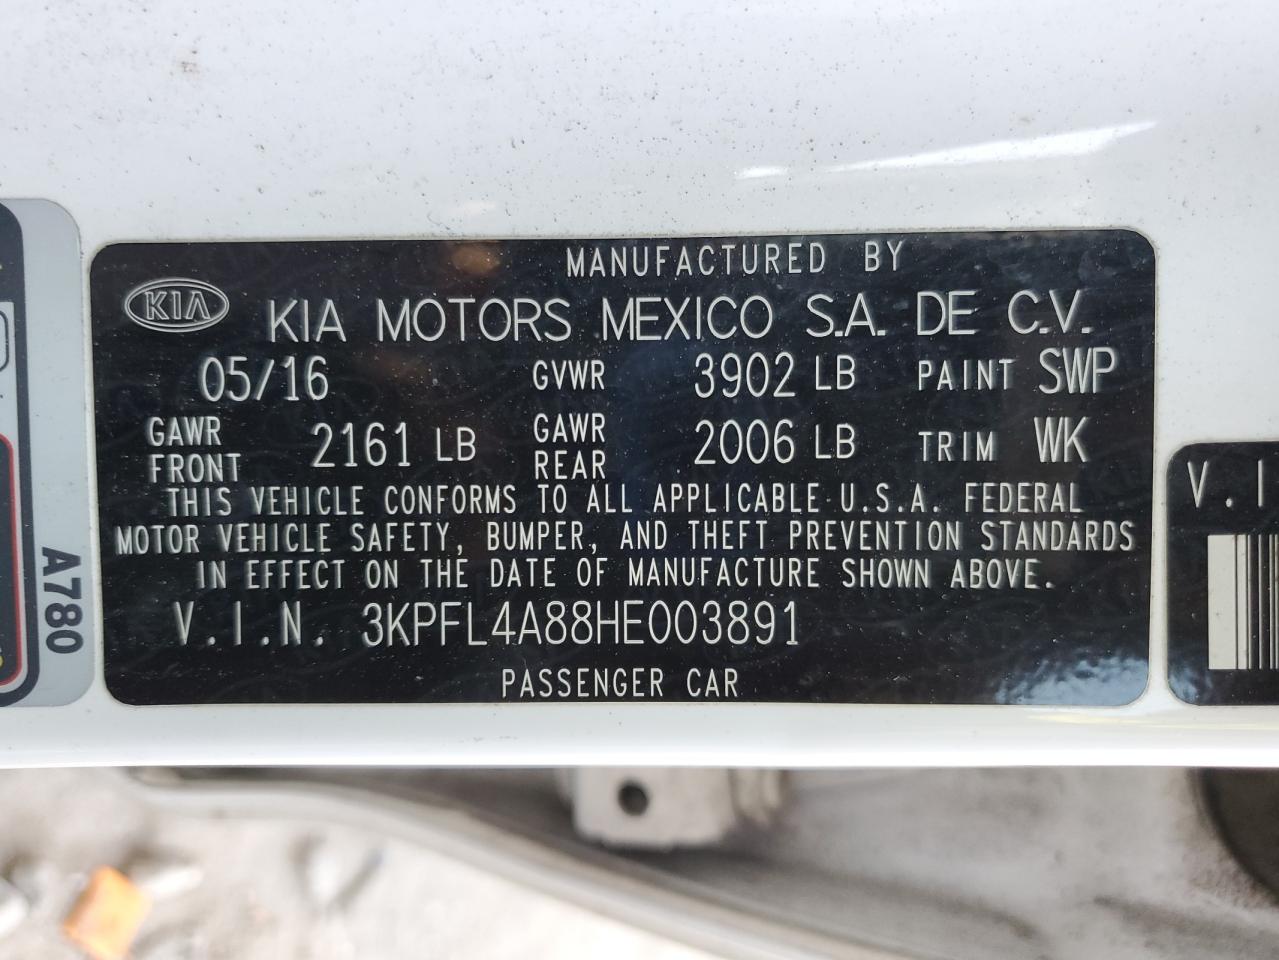 MANUFACTURED BY
KIA KIA MOTORS MEXICO S.A. DE C.V.
05/16 GVWR 3902 LB PAINT SWP
GAWR FRONT 2161 LB GAWR REAR 2006 LB TRIM WK
THIS VEHICLE CONFORMS TO ALL APPLICABLE U.S.A. FEDERAL
MOTOR VEHICLE SAFETY, BUMPER, AND THEFT PREVENTION STANDARDS
IN EFFECT ON THE DATE OF MANUFACTURE SHOWN ABOVE.
V.I.N. 3KPFL4A88HE003891
PASSENGER CAR
A780
V.I